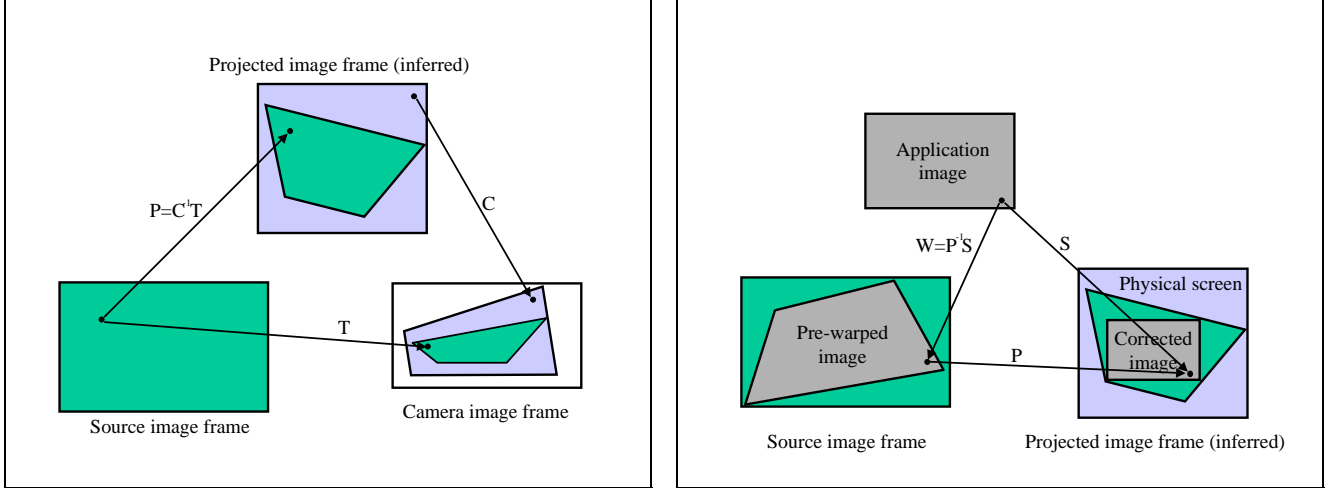 Projected image frame (inferred)
P=C⁻¹T
C
T
Source image frame
Camera image frame
Application
image
W=P⁻¹S
S
Physical screen
Pre-warped
image
Corrected
image
P
Source image frame
Projected image frame (inferred)